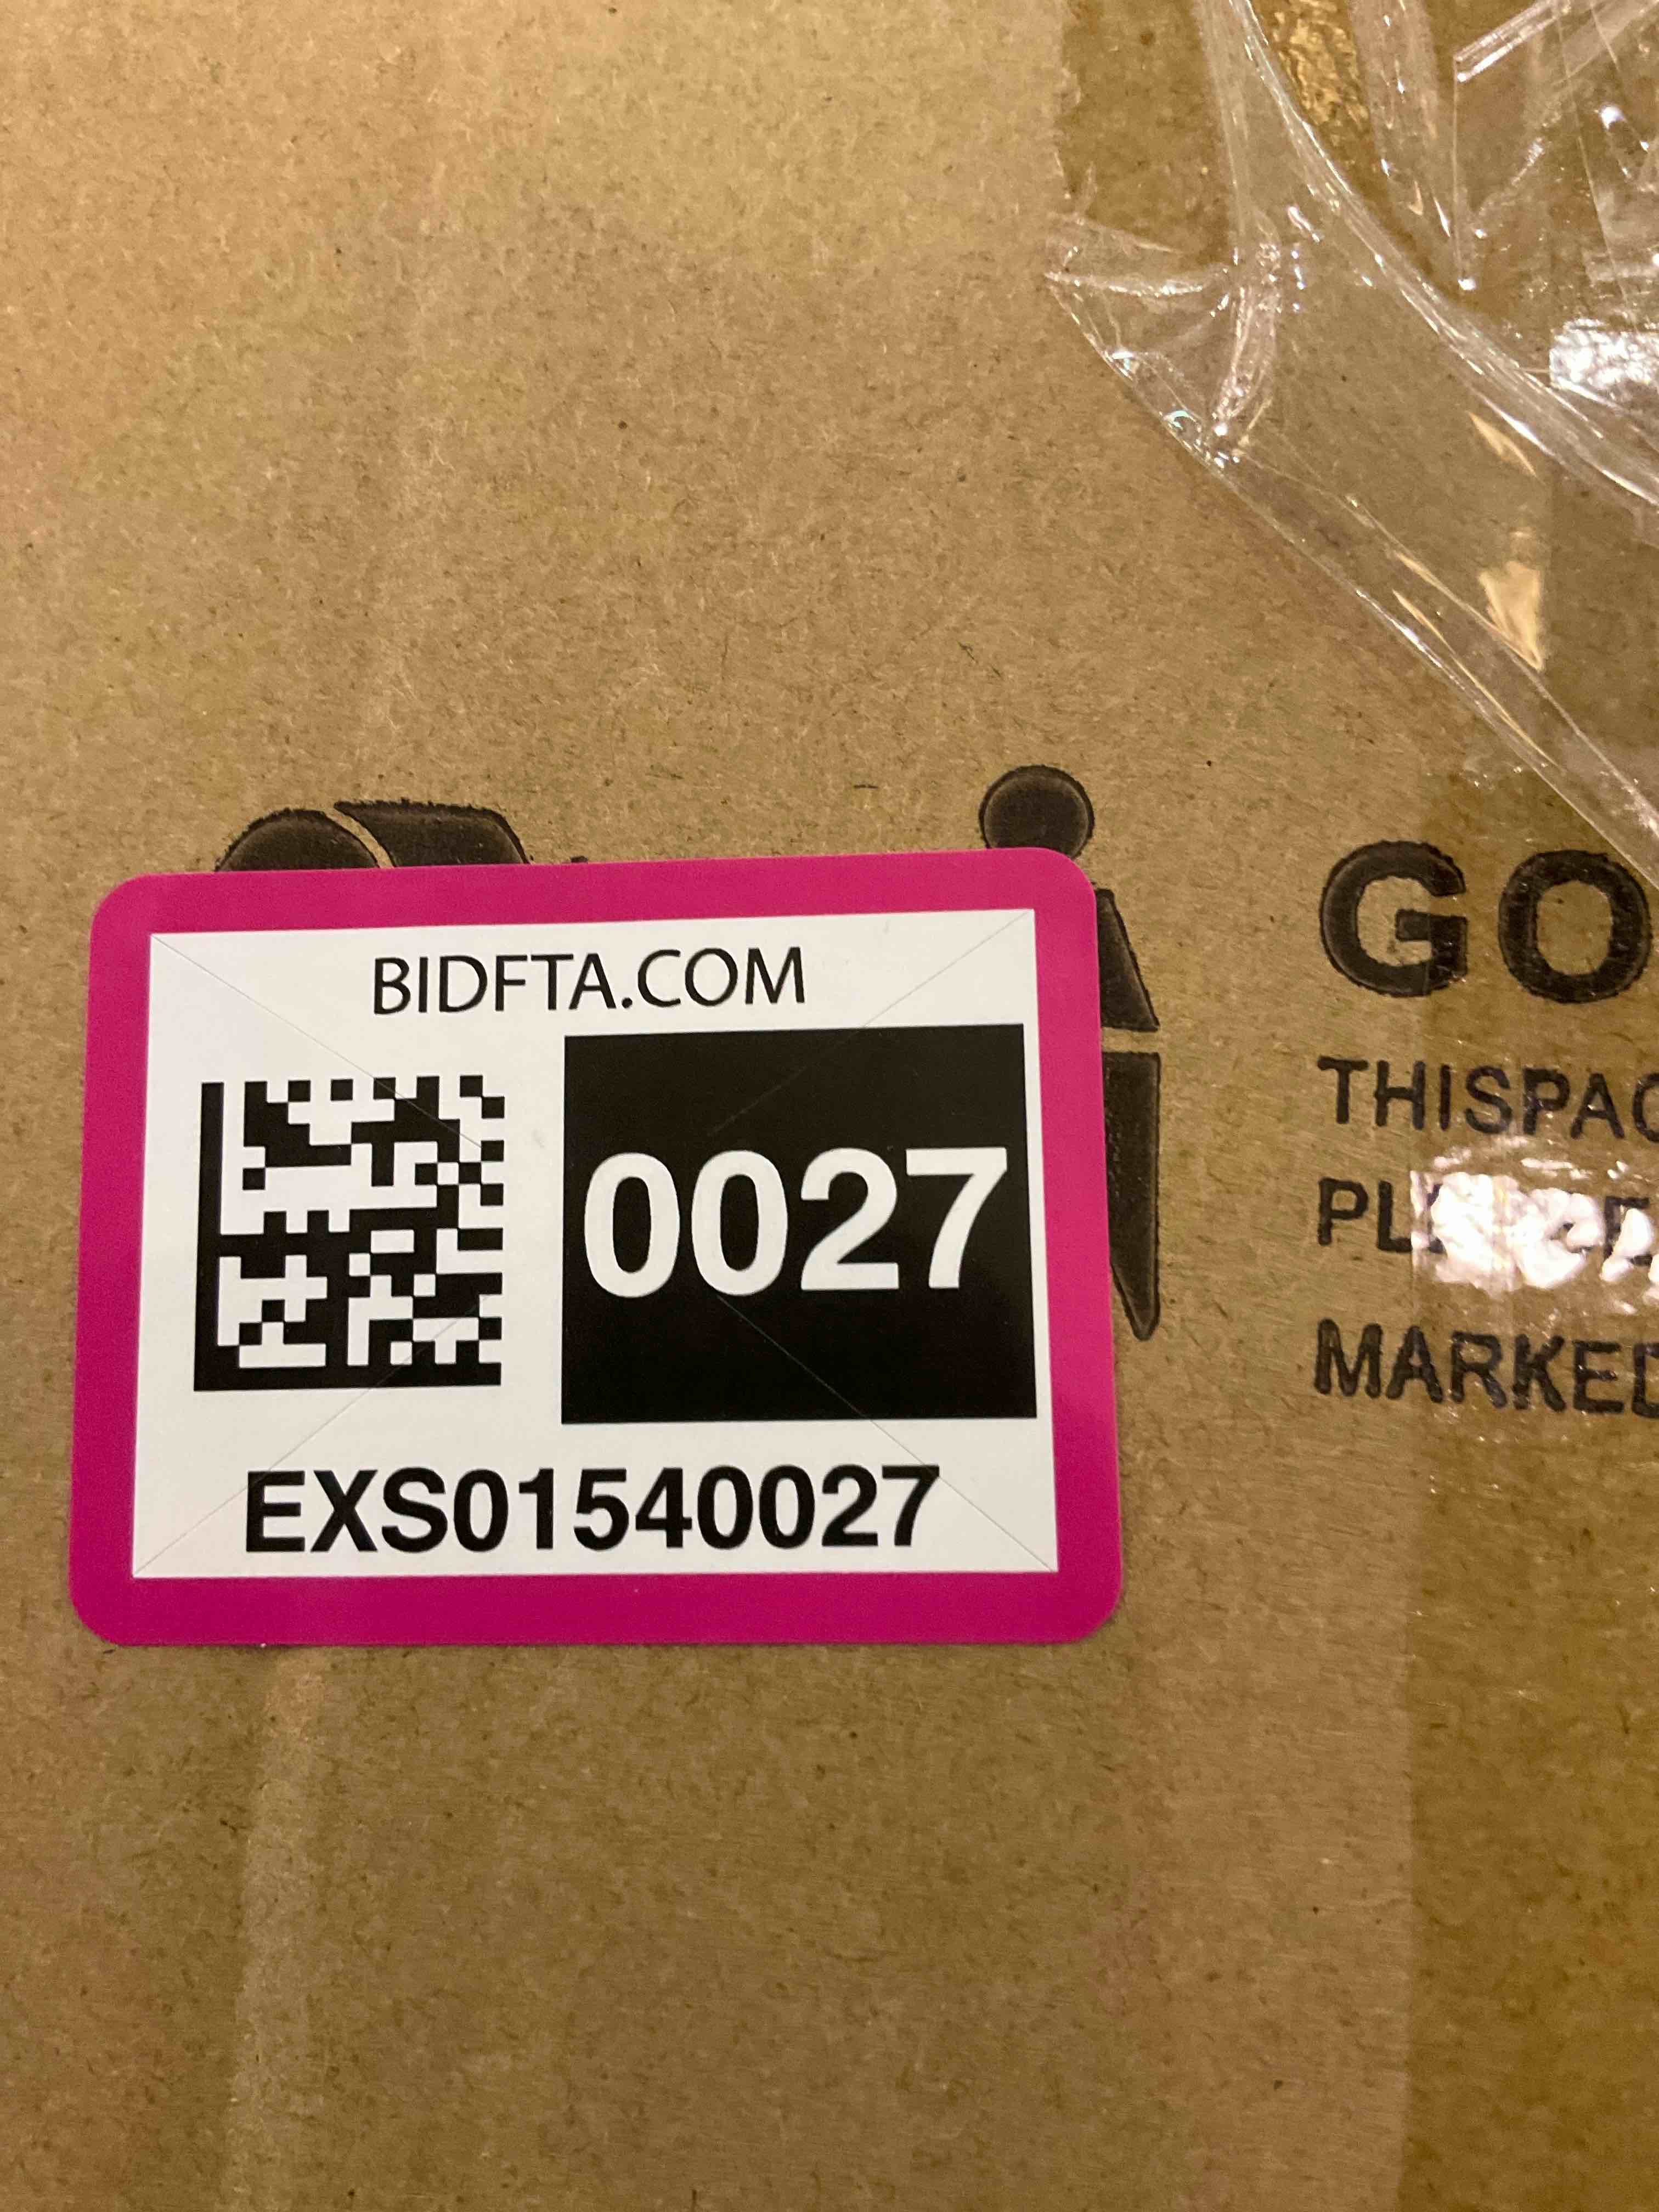 BIDFTA.COM
0027
EXS01540027
GO
THISPAC
MARKED